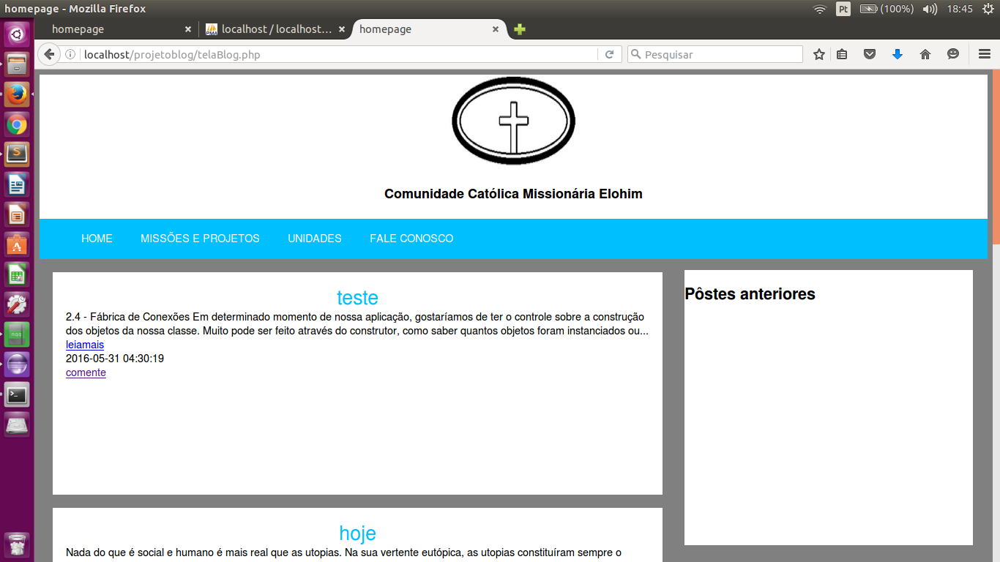 homepage - Mozilla Firefox
Pt
(100%)
18:45
homepage
localhost / localhost...
homepage
localhost/projetoblog/telaBlog.php
Pesquisar
Comunidade Católica Missionária Elohim
HOME
MISSÕES E PROJETOS
UNIDADES
FALE CONOSCO
teste
2.4 - Fábrica de Conexões Em determinado momento de nossa aplicação, gostaríamos de ter o controle sobre a construção
dos objetos da nossa classe. Muito pode ser feito através do construtor, como saber quantos objetos foram instanciados ou...
leiamais
2016-05-31 04:30:19
comente
Pôstes anteriores
hoje
Nada do que é social e humano é mais real que as utopias. Na sua vertente eutópica, as utopias constituíram sempre o